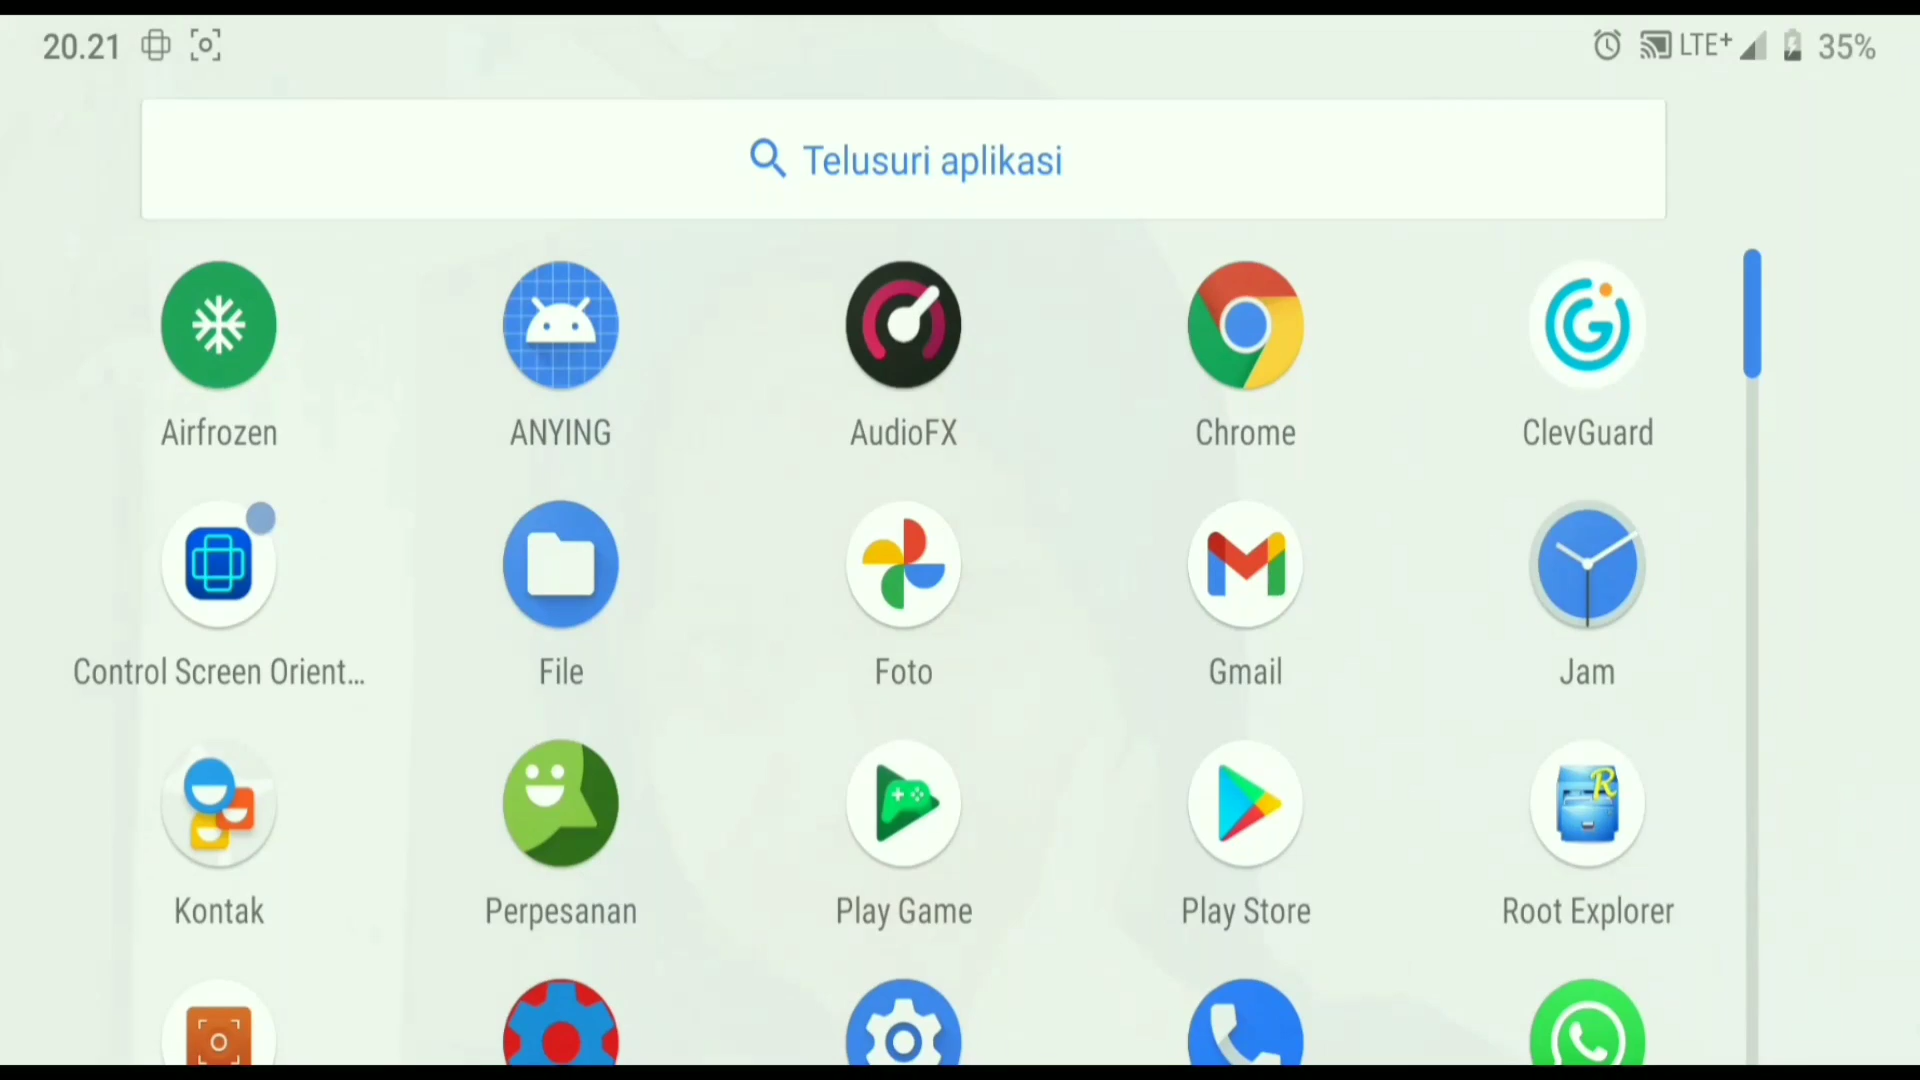 20.21 LTE+ 35%
Telusuri aplikasi
Airfrozen ANYING AudioFX Chrome ClevGuard
Control Screen Orient... File Foto Gmail Jam
Kontak Perpesanan Play Game Play Store Root Explorer